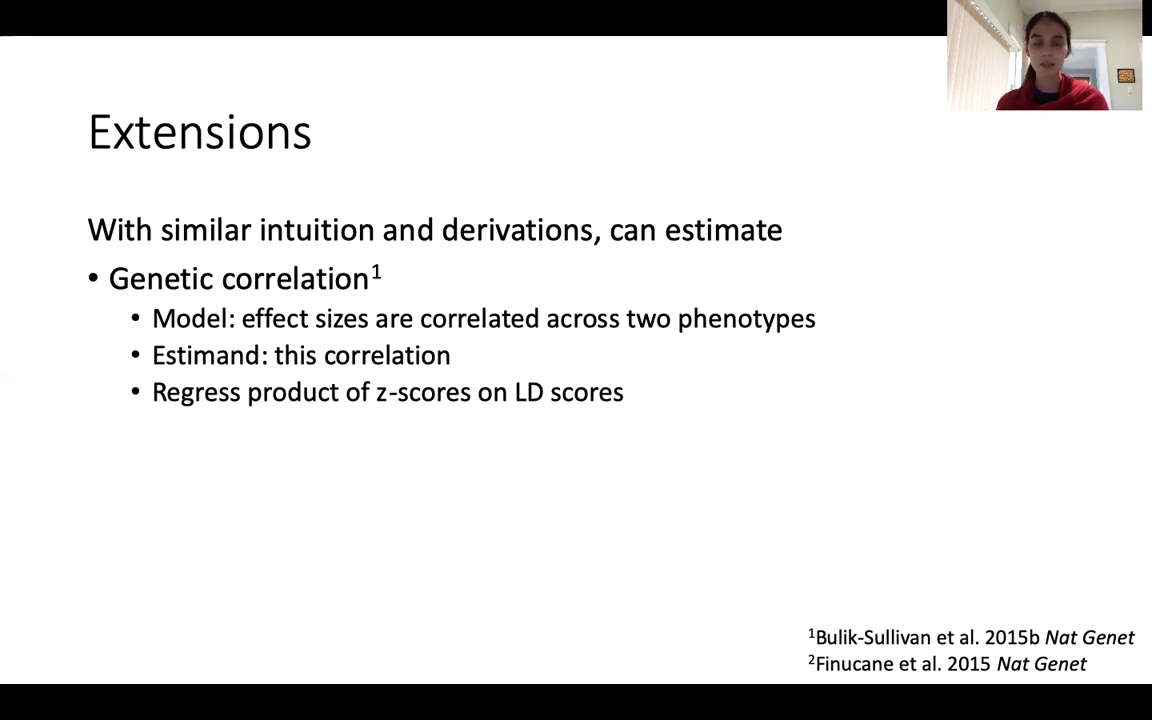 Extensions
With similar intuition and derivations, can estimate
• Genetic correlation¹
• Model: effect sizes are correlated across two phenotypes
• Estimand: this correlation
• Regress product of z-scores on LD scores
¹Bulik-Sullivan et al. 2015b Nat Genet
²Finucane et al. 2015 Nat Genet